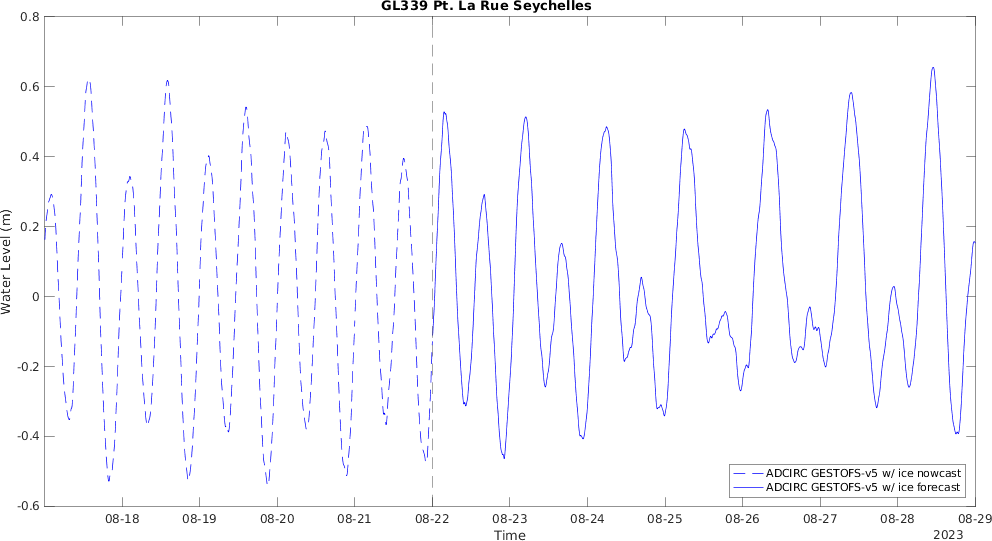 GL339 Pt. La Rue Seychelles
0.8
0.6
0.4
0.2
0
-0.2
-0.4
-0.6
Water Level (m)
ADCIRC GESTOFS-v5 w/ ice nowcast
ADCIRC GESTOFS-v5 w/ ice forecast
08-18 08-19 08-20 08-21 08-22 08-23 08-24 08-25 08-26 08-27 08-28 08-29
Time
2023